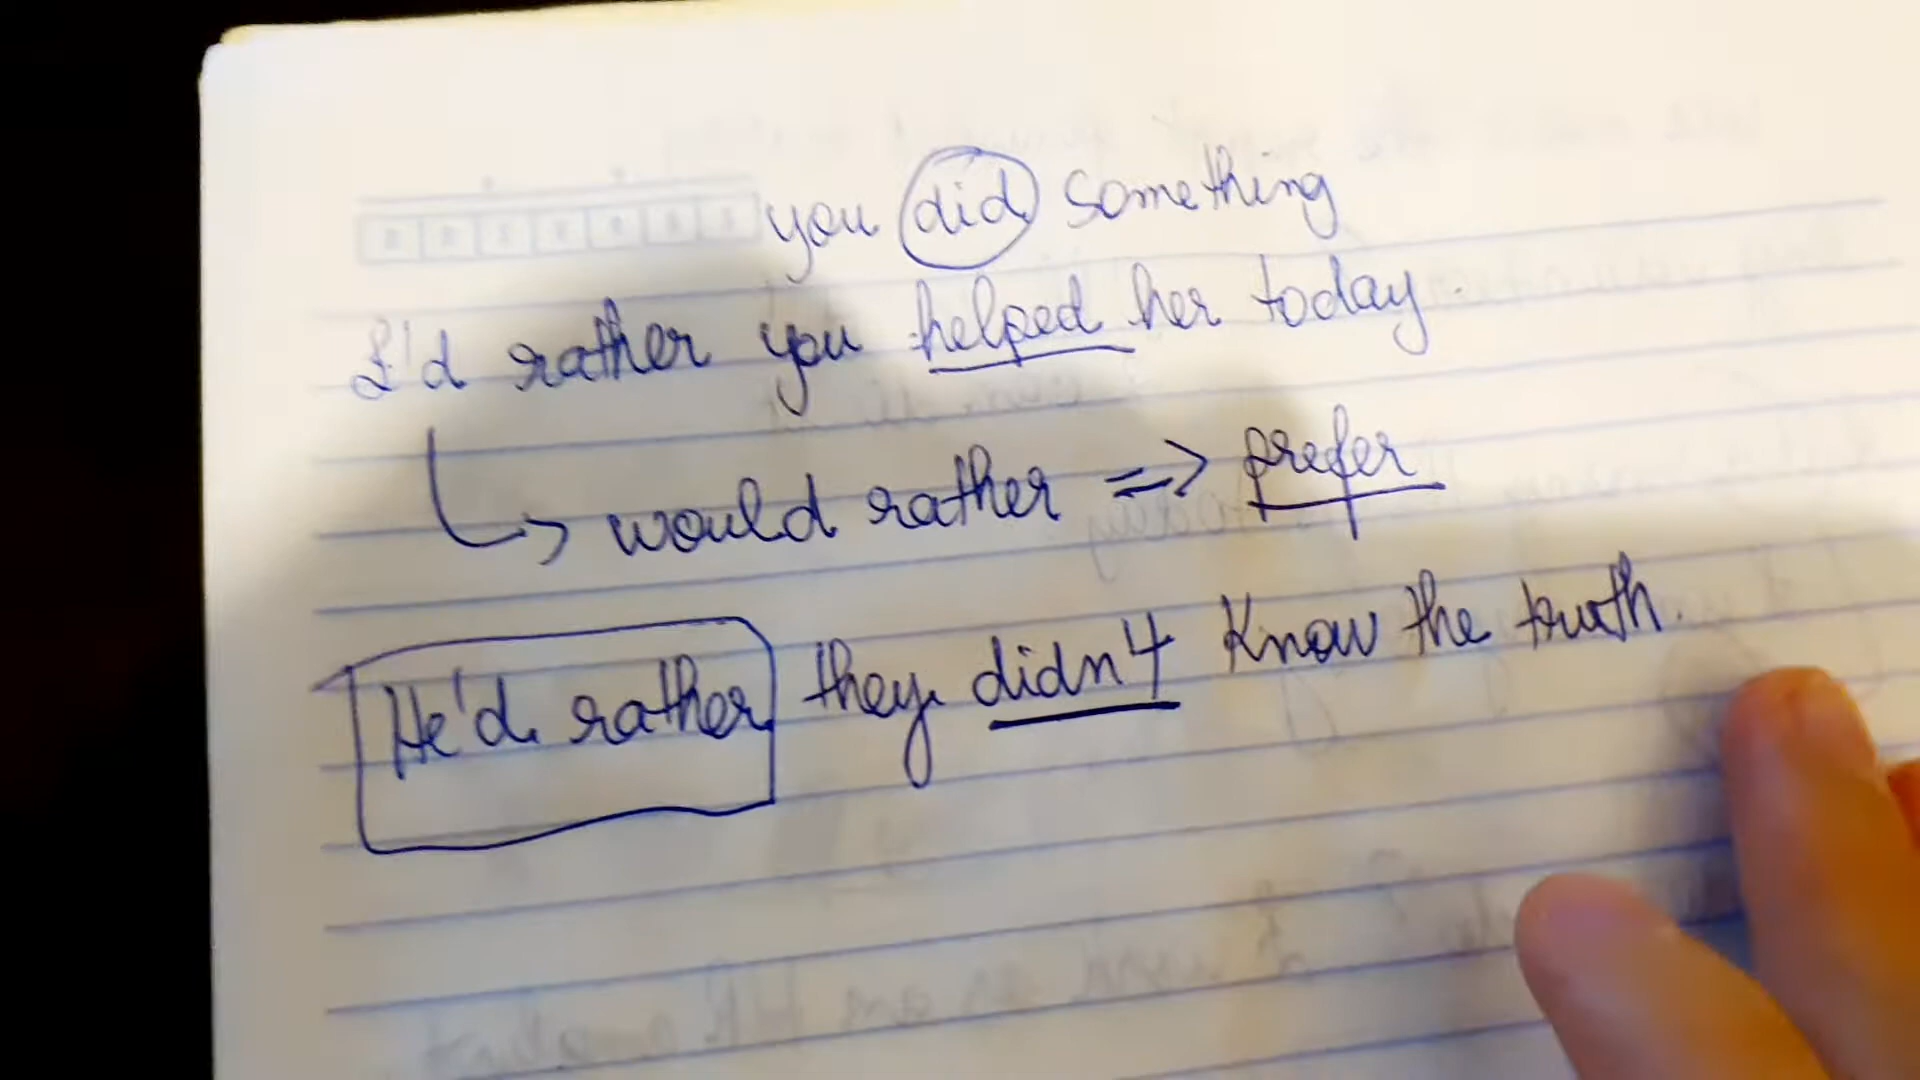 you did something
I'd rather you helped her today.
↳ would rather => prefer
He'd rather they didn't know the truth.